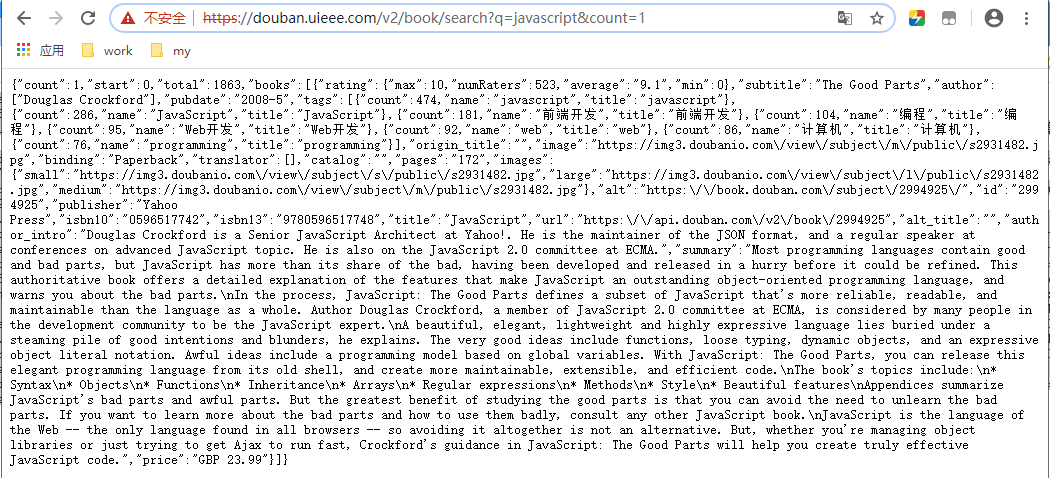 不安全 | https://douban.uieee.com/v2/book/search?q=javascript&count=1
应用 work my
{"count":1,"start":0,"total":1863,"books":[{"rating":{"max":10,"numRaters":523,"average":"9.1","min":0},"subtitle":"The Good Parts","author":
["Douglas Crockford"],"pubdate":"2008-5","tags":[{"count":474,"name":"javascript","title":"javascript"},
{"count":286,"name":"JavaScript","title":"JavaScript"},{"count":181,"name":"前端开发","title":"前端开发"},{"count":104,"name":"编程","title":"编
程"},{"count":95,"name":"Web开发","title":"Web开发"},{"count":92,"name":"web","title":"web"},{"count":86,"name":"计算机","title":"计算机"},
{"count":76,"name":"programming","title":"programming"}],"origin_title":"","image":"https://img3.doubanio.com\/view\/subject\/m\/public\/s2931482.j
pg","binding":"Paperback","translator":[],"catalog":"","pages":"172","images":
{"small":"https://img3.doubanio.com\/view\/subject\/s\/public\/s2931482.jpg","large":"https://img3.doubanio.com\/view\/subject\/l\/public\/s2931482
.jpg","medium":"https://img3.doubanio.com\/view\/subject\/m\/public\/s2931482.jpg"},"alt":"https:\/\/book.douban.com\/subject\/2994925\/","id":"299
4925","publisher":"Yahoo
Press","isbn10":"0596517742","isbn13":"9780596517748","title":"JavaScript","url":"https:\/\/api.douban.com\/v2\/book\/2994925","alt_title":"","auth
or_intro":"Douglas Crockford is a Senior JavaScript Architect at Yahoo!. He is the maintainer of the JSON format, and a regular speaker at
conferences on advanced JavaScript topic. He is also on the JavaScript 2.0 committee at ECMA.","summary":"Most programming languages contain good
and bad parts, but JavaScript has more than its share of the bad, having been developed and released in a hurry before it could be refined. This
authoritative book offers a detailed explanation of the features that make JavaScript an outstanding object-oriented programming language, and
warns you about the bad parts.\nIn the process, JavaScript: The Good Parts defines a subset of JavaScript that's more reliable, readable, and
maintainable than the language as a whole. Author Douglas Crockford, a member of JavaScript 2.0 committee at ECMA, is considered by many people in
the development community to be the JavaScript expert.\nA beautiful, elegant, lightweight and highly expressive language lies buried under a
steaming pile of good intentions and blunders, he explains. The very good ideas include functions, loose typing, dynamic objects, and an expressive
object literal notation. Awful ideas include a programming model based on global variables. With JavaScript: The Good Parts, you can release this
elegant programming language from its old shell, and create more maintainable, extensible, and efficient code.\nThe book's topics include:\n*
Syntax\n* Objects\n* Functions\n* Inheritance\n* Arrays\n* Regular expressions\n* Methods\n* Style\n* Beautiful features\nAppendices summarize
JavaScript's bad parts and awful parts. But the greatest benefit of studying the good parts is that you can avoid the need to unlearn the bad
parts. If you want to learn more about the bad parts and how to use them badly, consult any other JavaScript book.\nJavaScript is the language of
the Web -- the only language found in all browsers -- so avoiding it altogether is not an alternative. But, whether you're managing object
libraries or just trying to get Ajax to run fast, Crockford's guidance in JavaScript: The Good Parts will help you create truly effective
JavaScript code.","price":"GBP 23.99"}]}